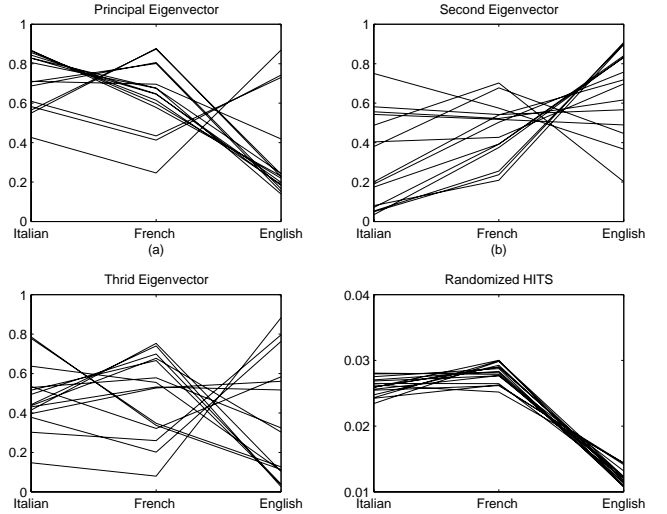 Principal Eigenvector
1
0.8
0.6
0.4
0.2
0
Italian French English
(a)
Second Eigenvector
1
0.8
0.6
0.4
0.2
0
Italian French English
(b)
Thrid Eigenvector
1
0.8
0.6
0.4
0.2
0
Italian French English
Randomized HITS
0.04
0.03
0.02
0.01
Italian French English